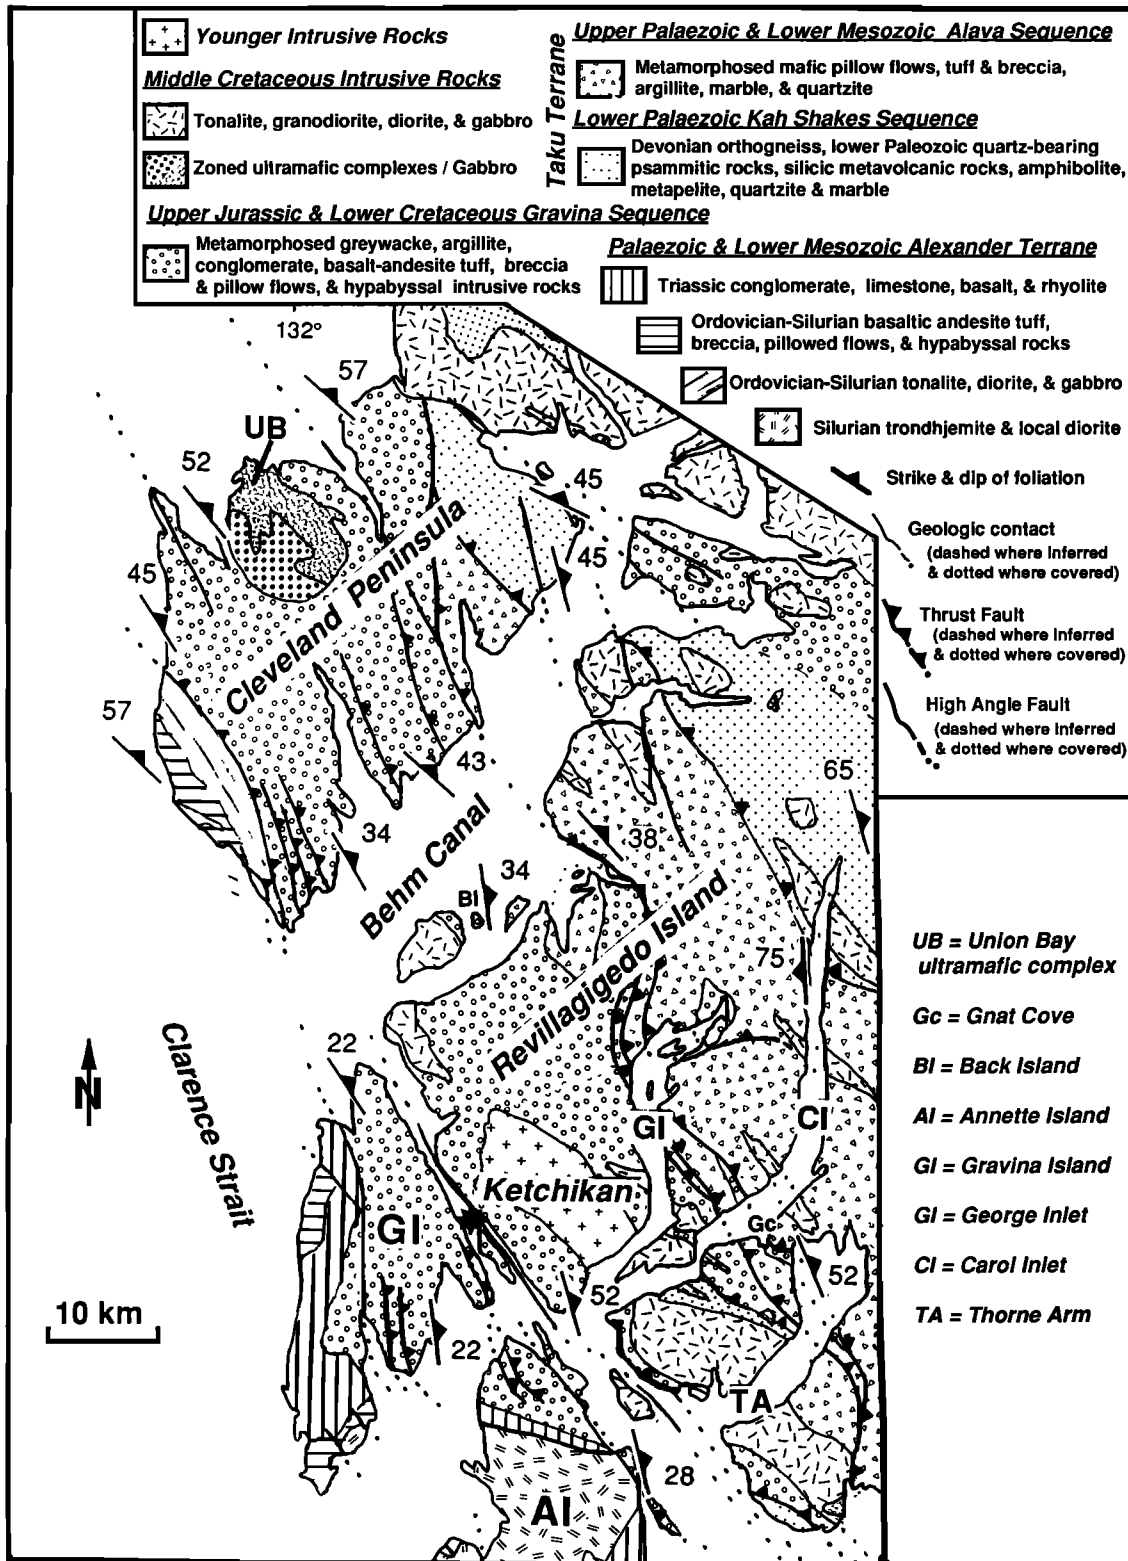 Younger Intrusive Rocks
Middle Cretaceous Intrusive Rocks
Tonalite, granodiorite, diorite, & gabbro
Zoned ultramafic complexes / Gabbro
Upper Jurassic & Lower Cretaceous Gravina Sequence
Metamorphosed greywacke, argillite,
conglomerate, basalt-andesite tuff, breccia
& pillow flows, & hypabyssal intrusive rocks
Taku Terrane
Upper Palaezoic & Lower Mesozoic Alava Sequence
Metamorphosed mafic pillow flows, tuff & breccia,
argillite, marble, & quartzite
Lower Palaezoic Kah Shakes Sequence
Devonian orthogneiss, lower Paleozoic quartz-bearing
psammitic rocks, silicic metavolcanic rocks, amphibolite,
metapelite, quartzite & marble
Palaezoic & Lower Mesozoic Alexander Terrane
Triassic conglomerate, limestone, basalt, & rhyolite
Ordovician-Silurian basaltic andesite tuff,
breccia, pillowed flows, & hypabyssal rocks
Ordovician-Silurian tonalite, diorite, & gabbro
Silurian trondhjemite & local diorite
Strike & dip of foliation
Geologic contact
(dashed where Inferred
& dotted where covered)
Thrust Fault
(dashed where Inferred
& dotted where covered)
High Angle Fault
(dashed where Inferred
& dotted where covered)
132°
57
UB
52
45
45
45
Cleveland Peninsula
57
43
65
34
38
Behm Canal
34
BI
Revillagigedo Island
75
UB = Union Bay
ultramafic complex
Gc = Gnat Cove
BI = Back Island
AI = Annette Island
GI = Gravina Island
GI = George Inlet
CI = Carol Inlet
TA = Thorne Arm
Clarence Strait
22
N
GI
CI
Ketchikan
GI
Gc
52
52
10 km
22
TA
28
AI